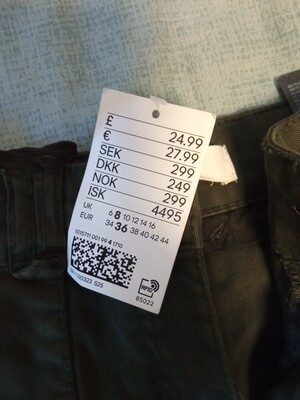 £ 24.99
€ 27.99
SEK 299
DKK 249
NOK 299
ISK 4495
UK 6 8 10 12 14 16
EUR 34 36 38 40 42 44
RFID
85022